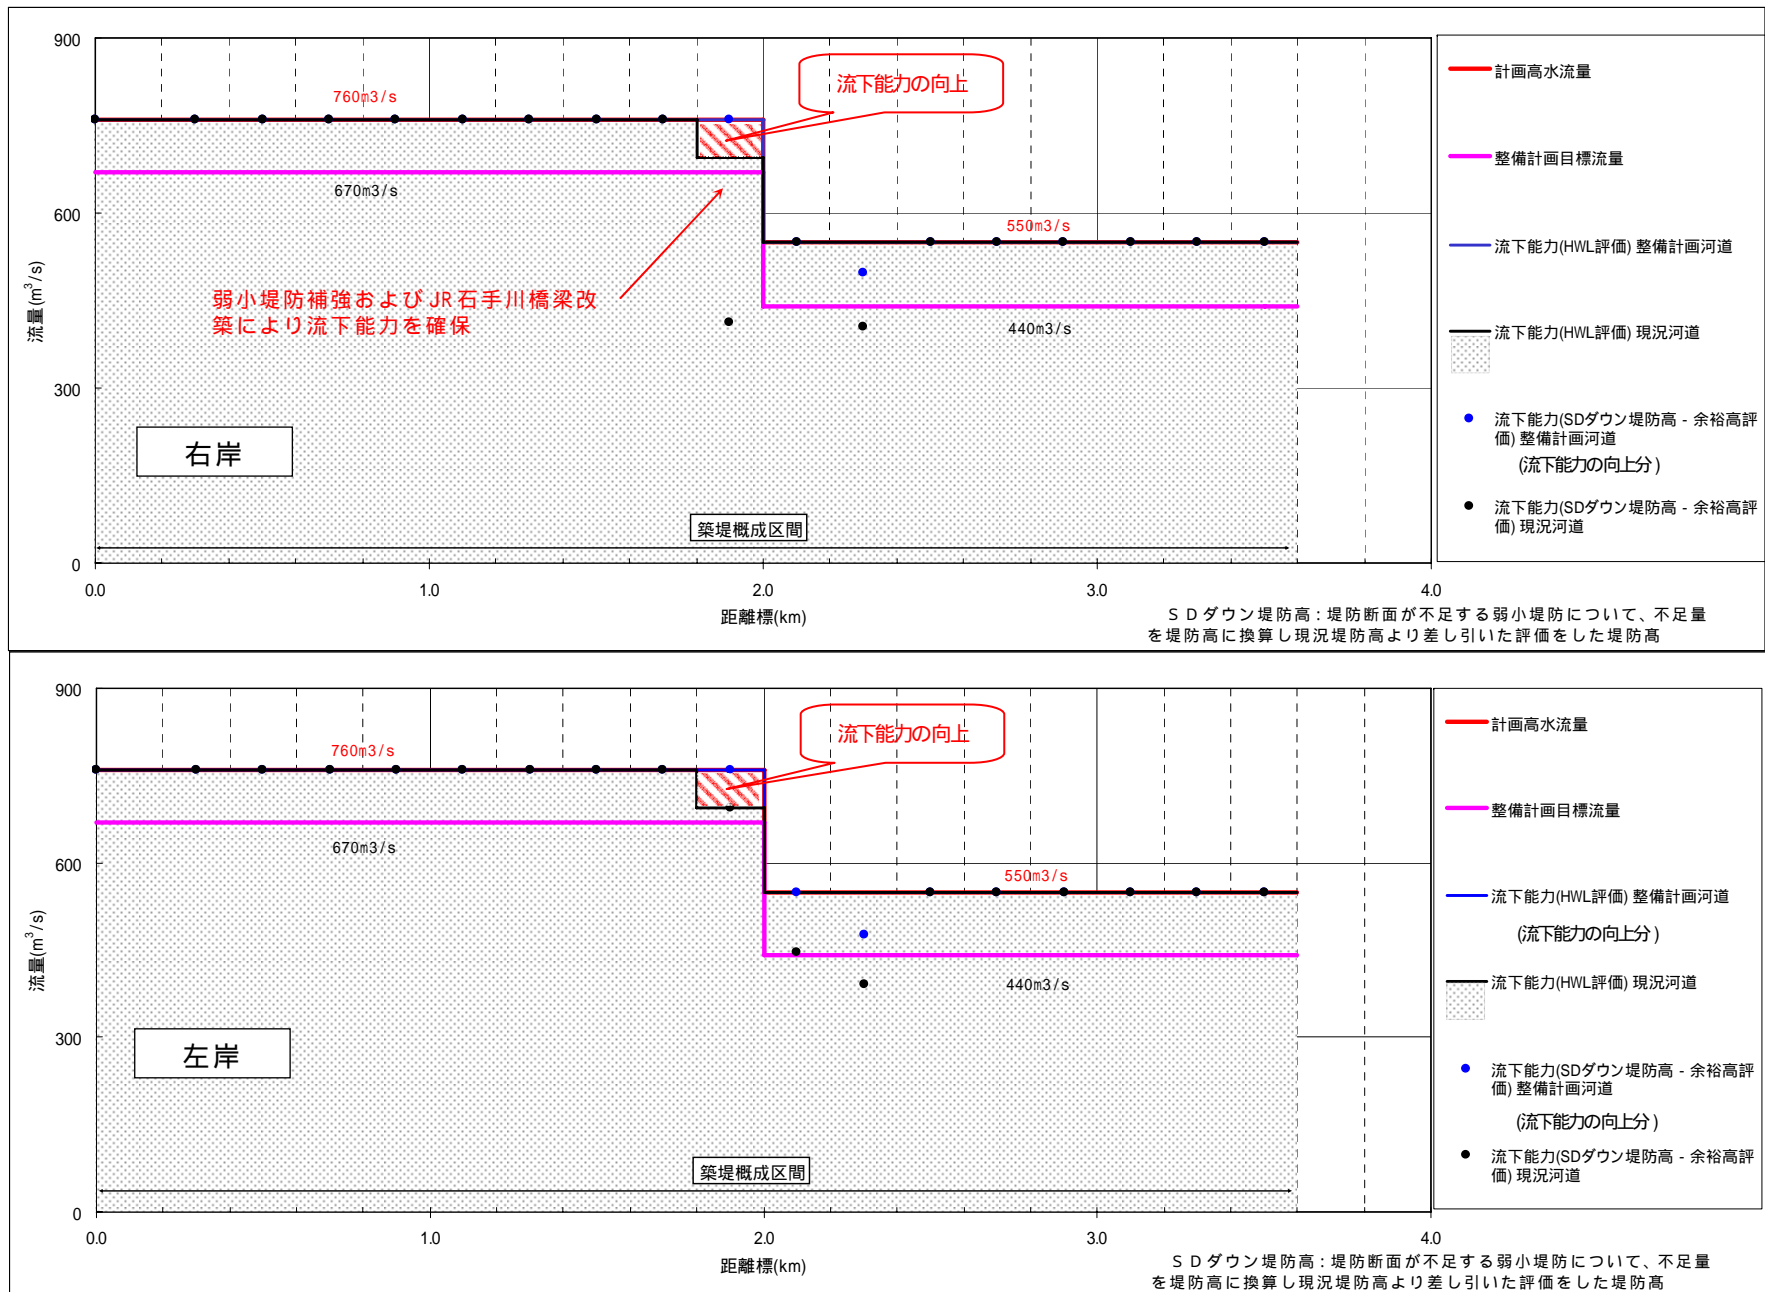 900
600
300
0
流量(m³/s)
760m3/s
流下能力の向上
670m3/s
550m3/s
440m3/s
弱小堤防補強およびJR石手川橋梁改
築により流下能力を確保
右岸
築堤概成区間
0.0
1.0
2.0
3.0
4.0
距離標(km)
SDダウン堤防高:堤防断面が不足する弱小堤防について、不足量
を堤防高に換算し現況堤防高より差し引いた評価をした堤防髙
計画高水流量
整備計画目標流量
流下能力(HWL評価) 整備計画河道
流下能力(HWL評価) 現況河道
流下能力(SDダウン堤防高 - 余裕高評
価) 整備計画河道
(流下能力の向上分)
流下能力(SDダウン堤防高 - 余裕高評
価) 現況河道
900
600
300
0
流量(m³/s)
760m3/s
流下能力の向上
670m3/s
550m3/s
440m3/s
左岸
築堤概成区間
0.0
1.0
2.0
3.0
4.0
距離標(km)
SDダウン堤防高:堤防断面が不足する弱小堤防について、不足量
を堤防高に換算し現況堤防高より差し引いた評価をした堤防髙
計画高水流量
整備計画目標流量
流下能力(HWL評価) 整備計画河道
(流下能力の向上分)
流下能力(HWL評価) 現況河道
流下能力(SDダウン堤防高 - 余裕高評
価) 整備計画河道
(流下能力の向上分)
流下能力(SDダウン堤防高 - 余裕高評
価) 現況河道